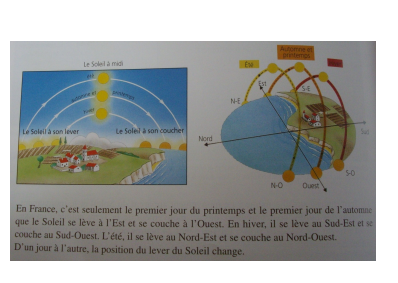 Le Soleil à midi
été
automne et printemps
hiver
Le Soleil à son lever
Le Soleil à son coucher
Automne et
printemps
Eté
Est
N-E
S-E
Nord
Sud
S-O
N-O
Ouest
En France, c'est seulement le premier jour du printemps et le premier jour de l'automne
que le Soleil se lève à l'Est et se couche à l'Ouest. En hiver, il se lève au Sud-Est et se
couche au Sud-Ouest. L'été, il se lève au Nord-Est et se couche au Nord-Ouest.
D'un jour à l'autre, la position du lever du Soleil change.